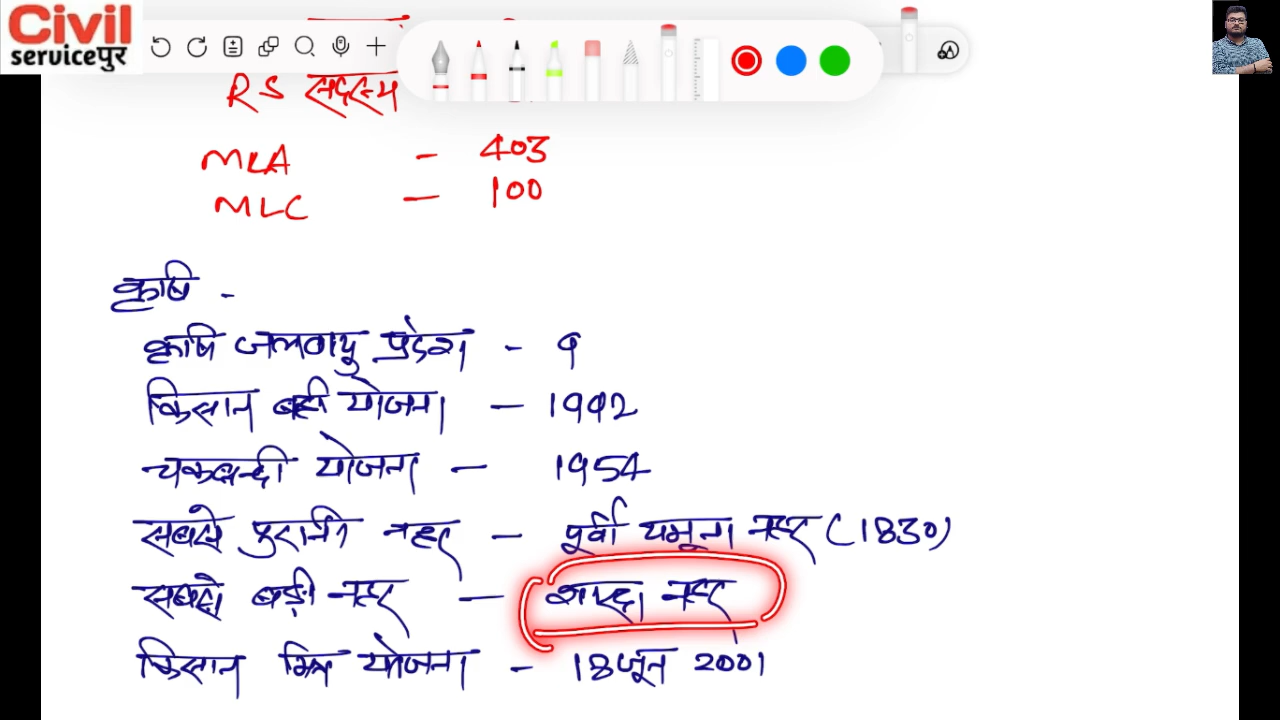 Civil
serviceपुर
RS सदस्य
MLA - 403
MLC - 100
कृषि -
कृषि जलवायु प्रदेश - 9
किसान बही योजना - 1992
चकबन्दी योजना - 1954
सबसे पुरानी नहर - पूर्वी यमुना नहर (1830)
सबसे बड़ी नहर - शारदा नहर
किसान मित्र योजना - 18 जून 2001